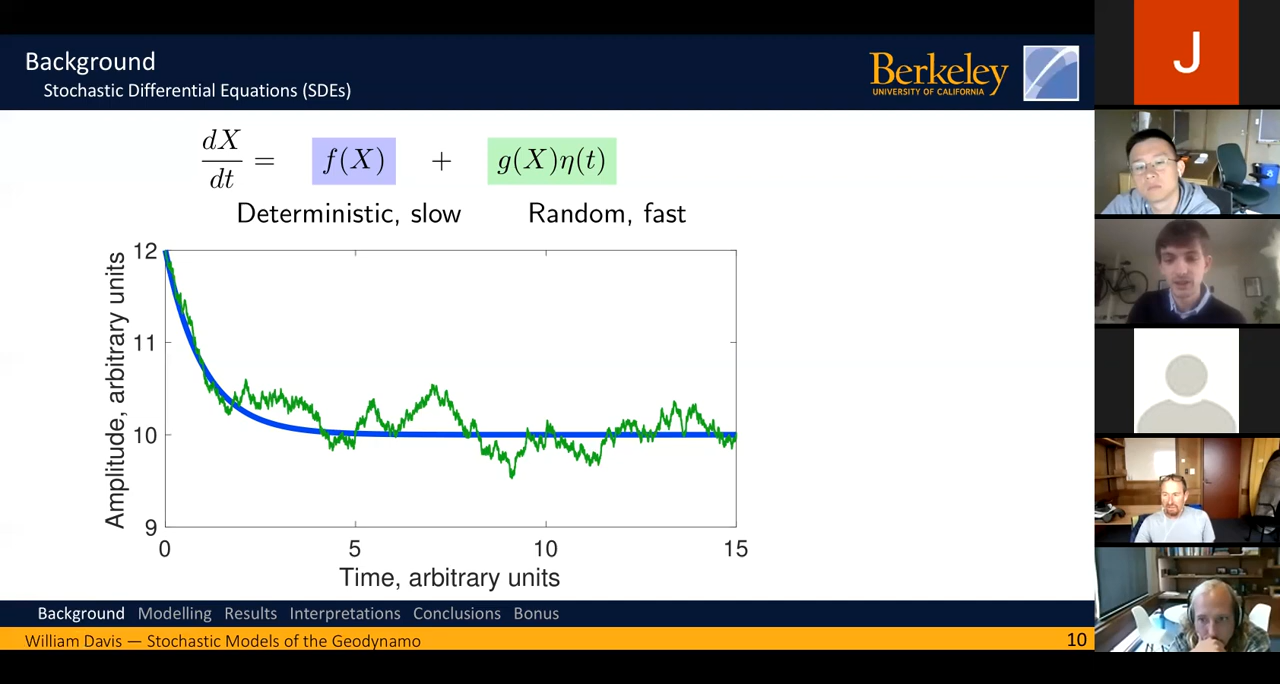 Background
Stochastic Differential Equations (SDEs)
Berkeley
UNIVERSITY OF CALIFORNIA
J
dX/dt = f(X) + g(X)η(t)
Deterministic, slow Random, fast
12
11
10
9
Amplitude, arbitrary units
0 5 10 15
Time, arbitrary units
Background Modelling Results Interpretations Conclusions Bonus
William Davis — Stochastic Models of the Geodynamo 10